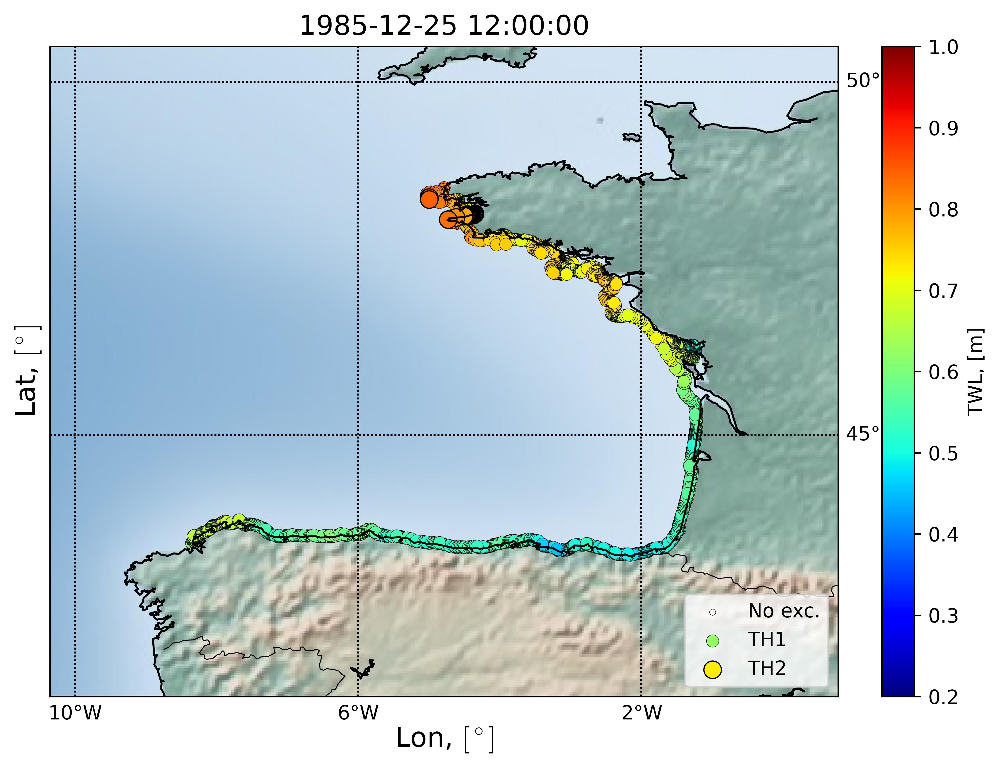 1985-12-25 12:00:00
50°
45°
Lat, [°]
10°W
6°W
2°W
Lon, [°]
No exc.
TH1
TH2
1.0
0.9
0.8
0.7
0.6
0.5
0.4
0.3
0.2
TWL, [m]